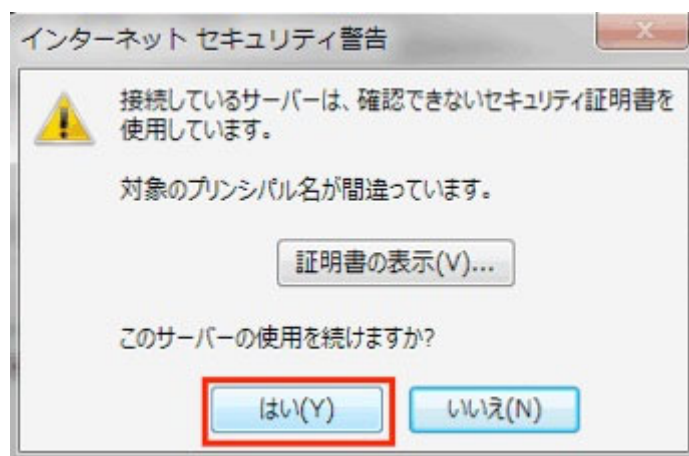 インターネット セキュリティ警告
接続しているサーバーは、確認できないセキュリティ証明書を
使用しています。
対象のプリンシパル名が間違っています。
証明書の表示(V)...
このサーバーの使用を続けますか?
はい(Y)
いいえ(N)